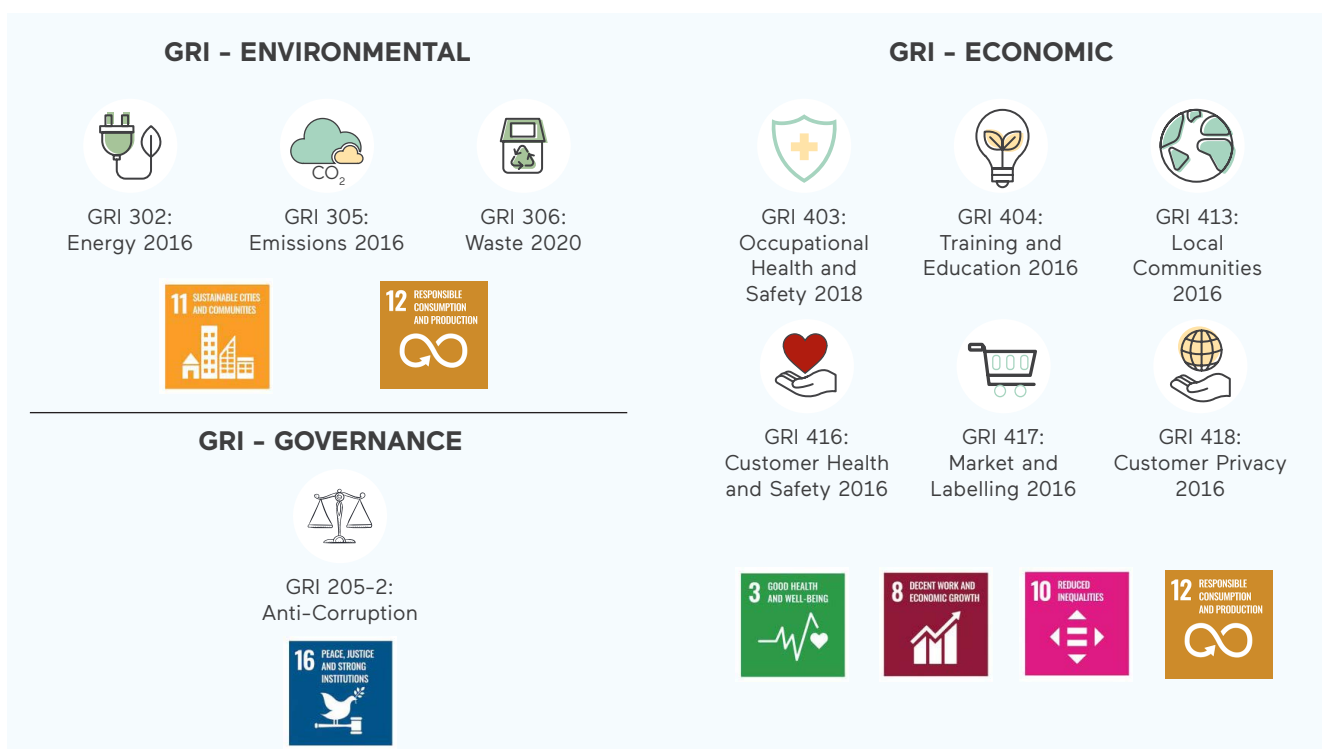 GRI – ENVIRONMENTAL
CO2
GRI 302:
Energy 2016
GRI 305:
Emissions 2016
GRI 306:
Waste 2020
11 SUSTAINABLE CITIES
AND COMMUNITIES
12 RESPONSIBLE
CONSUMPTION
AND PRODUCTION
GRI – GOVERNANCE
GRI 205-2:
Anti-Corruption
16 PEACE, JUSTICE
AND STRONG
INSTITUTIONS
GRI – ECONOMIC
GRI 403:
Occupational
Health and
Safety 2018
GRI 404:
Training and
Education 2016
GRI 413:
Local
Communities
2016
GRI 416:
Customer Health
and Safety 2016
GRI 417:
Market and
Labelling 2016
GRI 418:
Customer Privacy
2016
3 GOOD HEALTH
AND WELL-BEING
8 DECENT WORK AND
ECONOMIC GROWTH
10 REDUCED
INEQUALITIES
12 RESPONSIBLE
CONSUMPTION
AND PRODUCTION